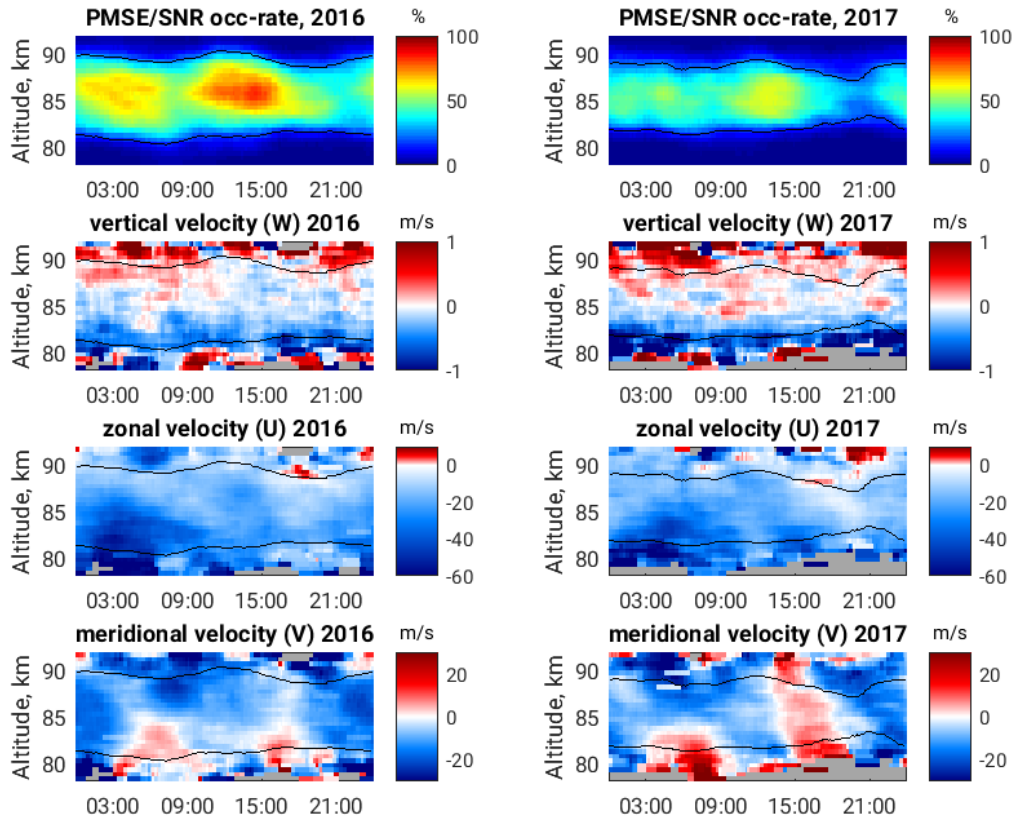 PMSE/SNR occ-rate, 2016 %
Altitude, km
90
85
80
100
50
0
03:00 09:00 15:00 21:00
PMSE/SNR occ-rate, 2017 %
Altitude, km
90
85
80
100
50
0
03:00 09:00 15:00 21:00
vertical velocity (W) 2016 m/s
Altitude, km
90
85
80
1
0
-1
03:00 09:00 15:00 21:00
vertical velocity (W) 2017 m/s
Altitude, km
90
85
80
1
0
-1
03:00 09:00 15:00 21:00
zonal velocity (U) 2016 m/s
Altitude, km
90
85
80
0
-20
-40
-60
03:00 09:00 15:00 21:00
zonal velocity (U) 2017 m/s
Altitude, km
90
85
80
0
-20
-40
-60
03:00 09:00 15:00 21:00
meridional velocity (V) 2016 m/s
Altitude, km
90
85
80
20
0
-20
03:00 09:00 15:00 21:00
meridional velocity (V) 2017 m/s
Altitude, km
90
85
80
20
0
-20
03:00 09:00 15:00 21:00